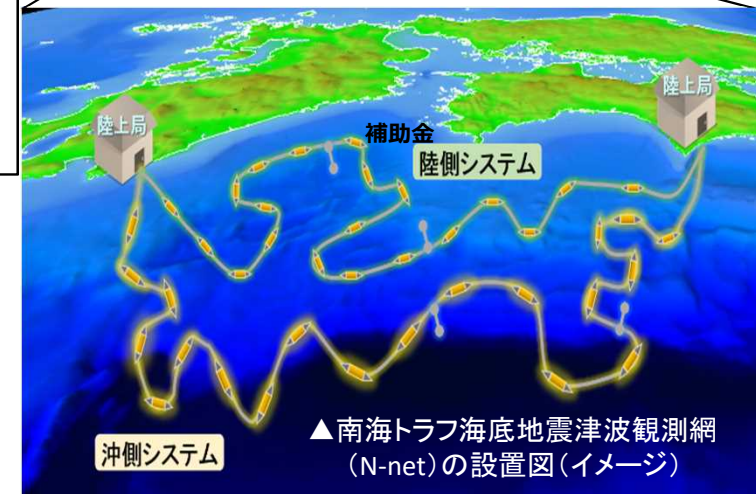 陸上局
陸上局
補助金
陸側システム
沖側システム
▲南海トラフ海底地震津波観測網
（N-net）の設置図（イメージ）